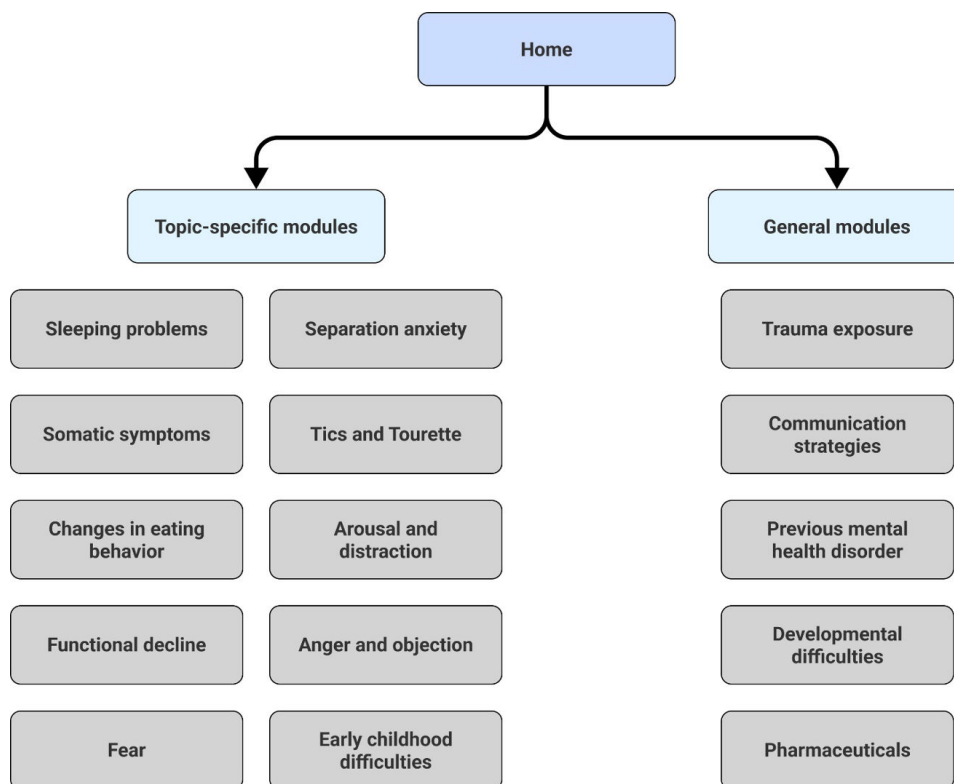 Home
Topic-specific modules
General modules
Sleeping problems
Separation anxiety
Trauma exposure
Somatic symptoms
Tics and Tourette
Communication
strategies
Changes in eating
behavior
Arousal and
distraction
Previous mental
health disorder
Functional decline
Anger and objection
Developmental
difficulties
Fear
Early childhood
difficulties
Pharmaceuticals